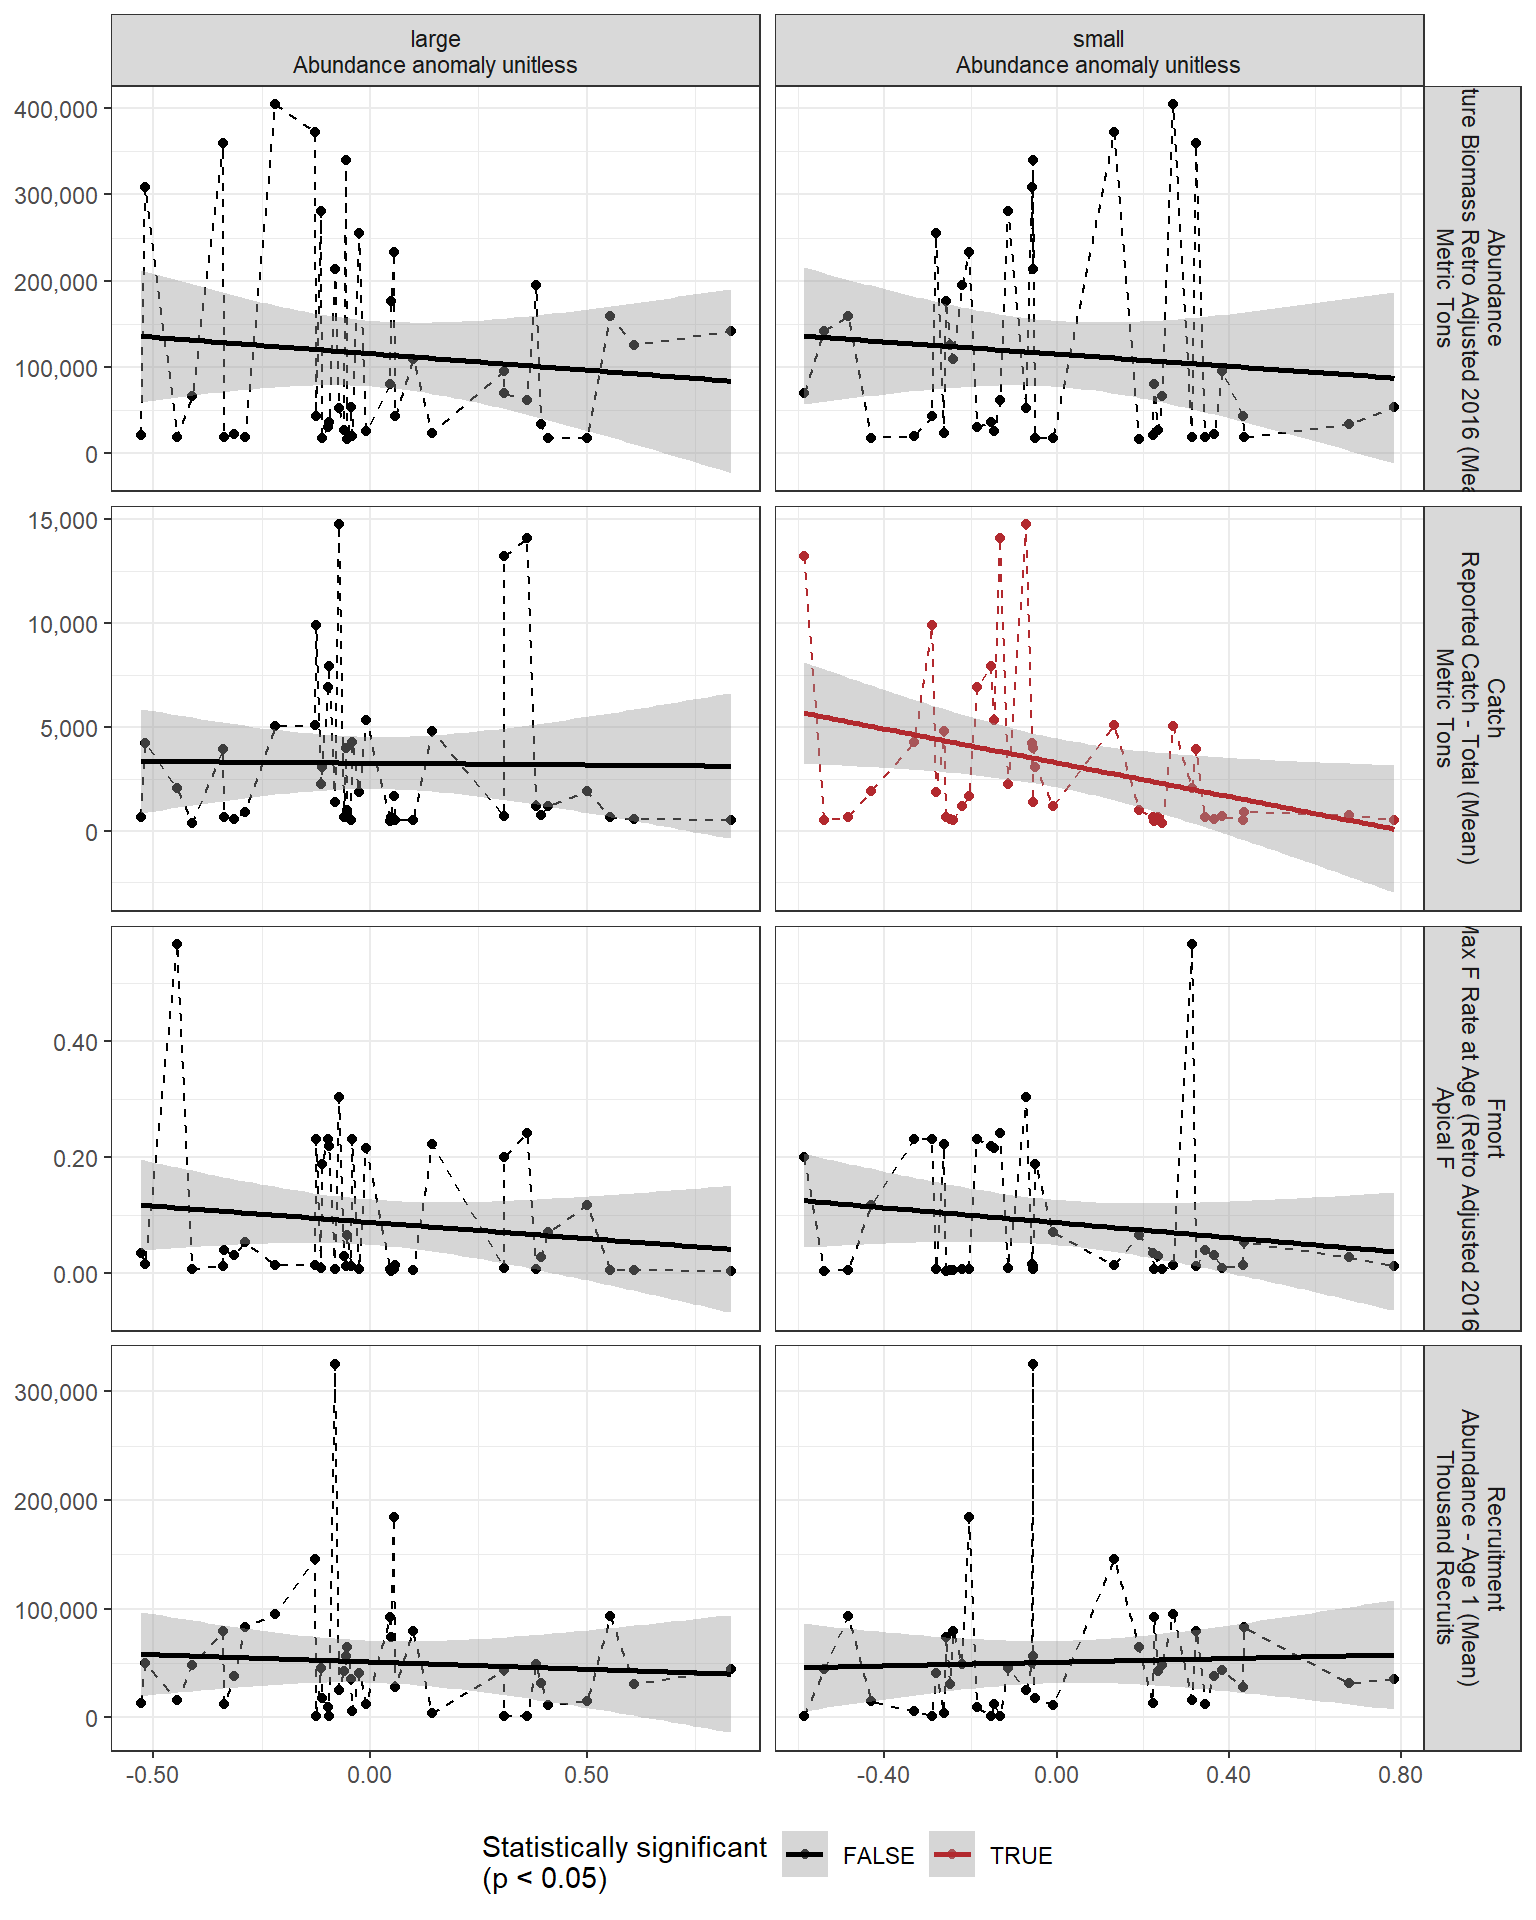 large
Abundance anomaly unitless
small
Abundance anomaly unitless
400,000
300,000
200,000
100,000
0
Abundance
Biomass Retro Adjusted 2016
Metric Tons
15,000
10,000
5,000
0
Catch
Reported Catch - Total (Mean)
Metric Tons
0.40
0.20
0.00
Fmort
Max F Rate at Age (Retro Adjusted 2016
Apical F
300,000
200,000
100,000
0
Recruitment
Abundance - Age 1 (Mean)
Thousand Recruits
-0.50
0.00
0.50
-0.40
0.00
0.40
0.80
Statistically significant
(p < 0.05)
FALSE
TRUE